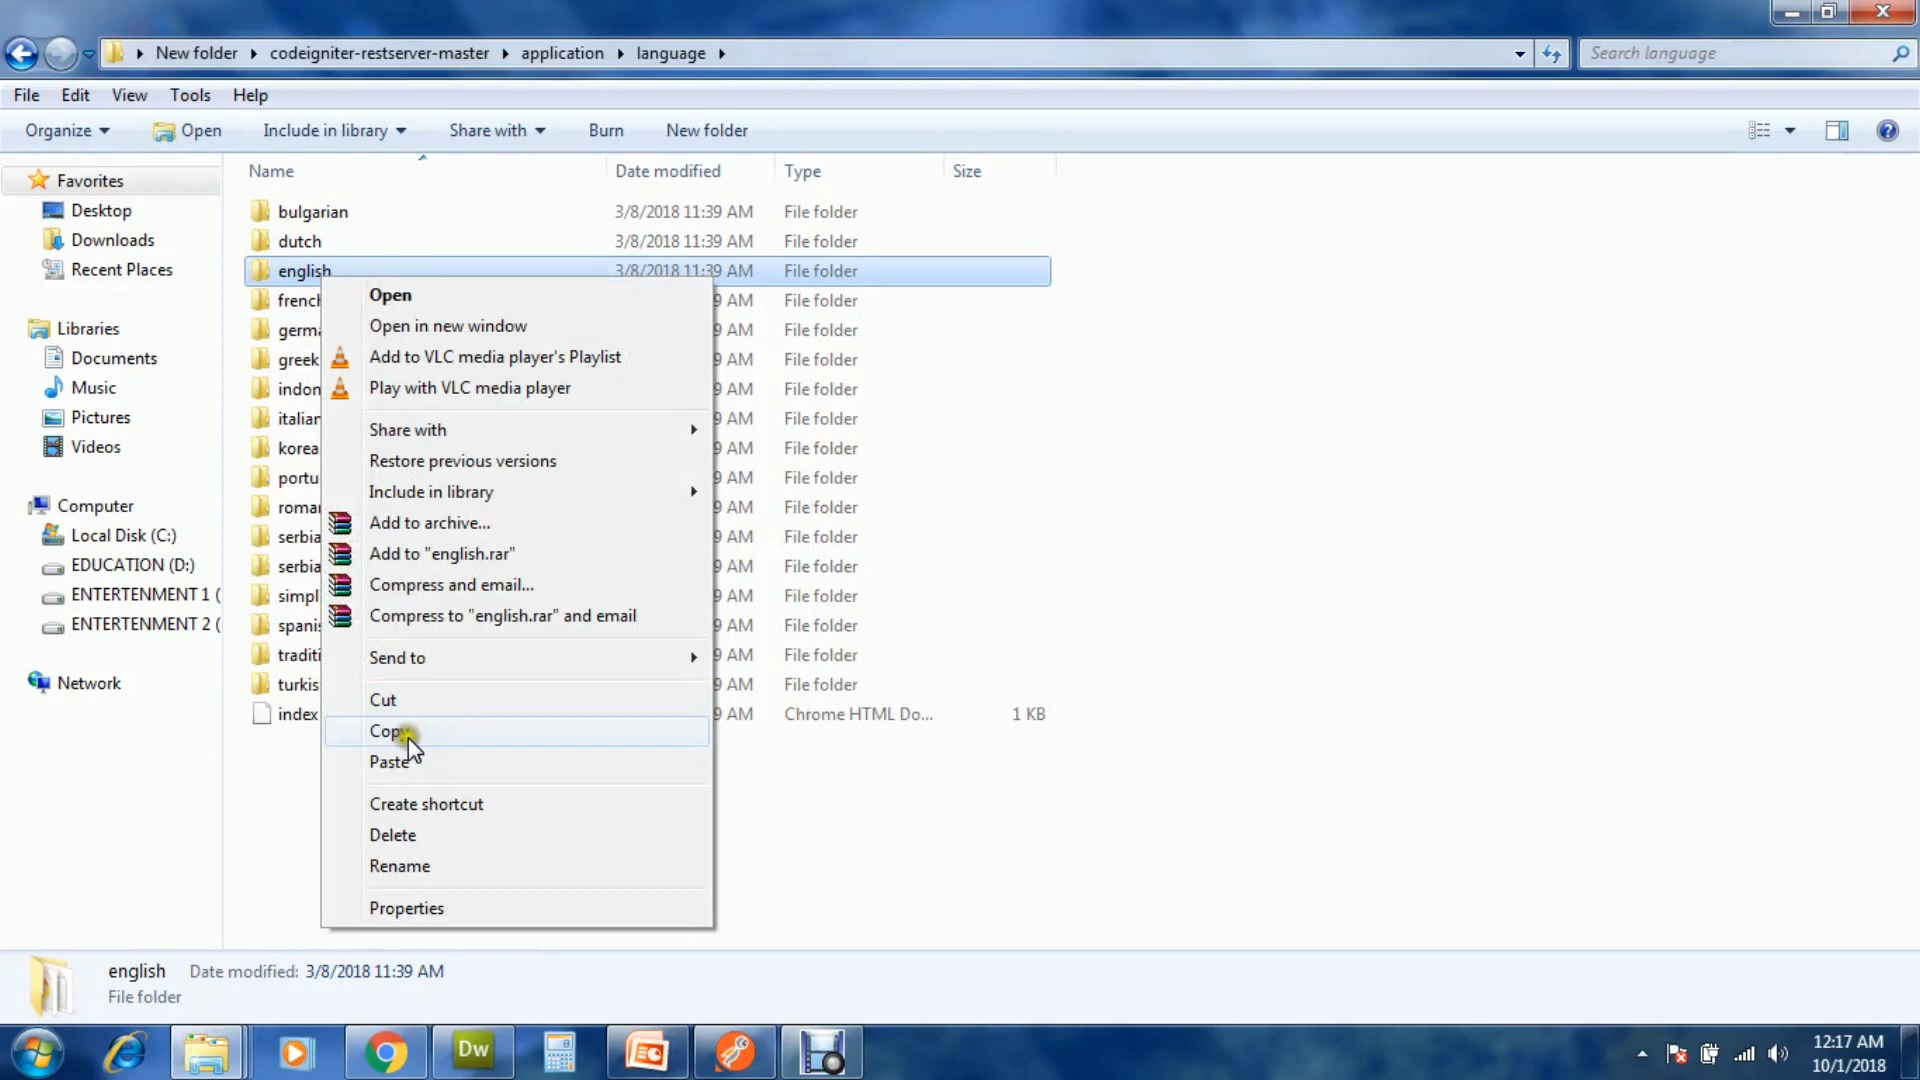 New folder codeigniter-restserver-master application language
Search language
File Edit View Tools Help
Organize Open Include in library Share with Burn New folder
Name Date modified Type Size
Favorites
Desktop
Downloads
Recent Places
Libraries
Documents
Music
Pictures
Videos
Computer
Local Disk (C:)
EDUCATION (D:)
ENTERTENMENT 1 (
ENTERTENMENT 2 (
Network
bulgarian 3/8/2018 11:39 AM File folder
dutch 3/8/2018 11:39 AM File folder
english 3/8/2018 11:39 AM File folder
french 9 AM File folder
germa 9 AM File folder
greek 9 AM File folder
indon 9 AM File folder
italian 9 AM File folder
korea 9 AM File folder
portu 9 AM File folder
roman 9 AM File folder
serbia 9 AM File folder
serbia 9 AM File folder
simpl 9 AM File folder
spanis 9 AM File folder
traditi 9 AM File folder
turkis 9 AM File folder
index 9 AM Chrome HTML Do... 1 KB
Open
Open in new window
Add to VLC media player's Playlist
Play with VLC media player
Share with
Restore previous versions
Include in library
Add to archive...
Add to "english.rar"
Compress and email...
Compress to "english.rar" and email
Send to
Cut
Copy
Paste
Create shortcut
Delete
Rename
Properties
english Date modified: 3/8/2018 11:39 AM
File folder
Dw
12:17 AM
10/1/2018